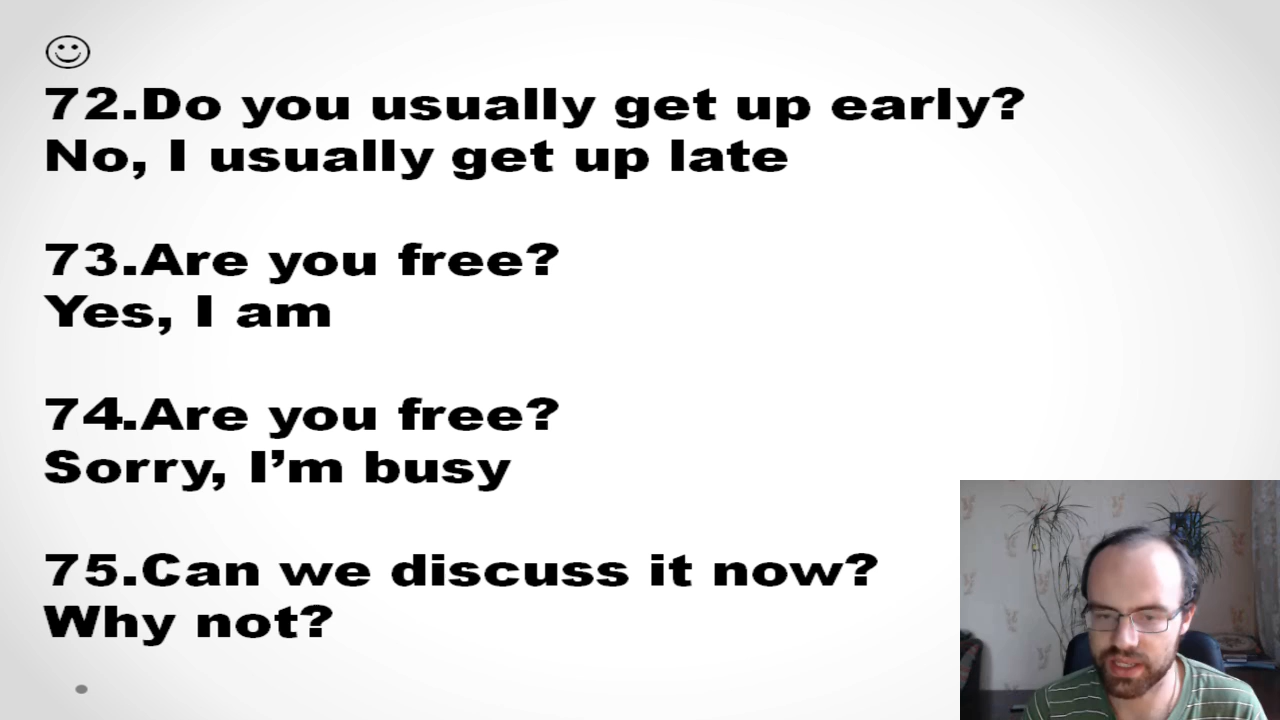 72.Do you usually get up early?
No, I usually get up late
73.Are you free?
Yes, I am
74.Are you free?
Sorry, I’m busy
75.Can we discuss it now?
Why not?